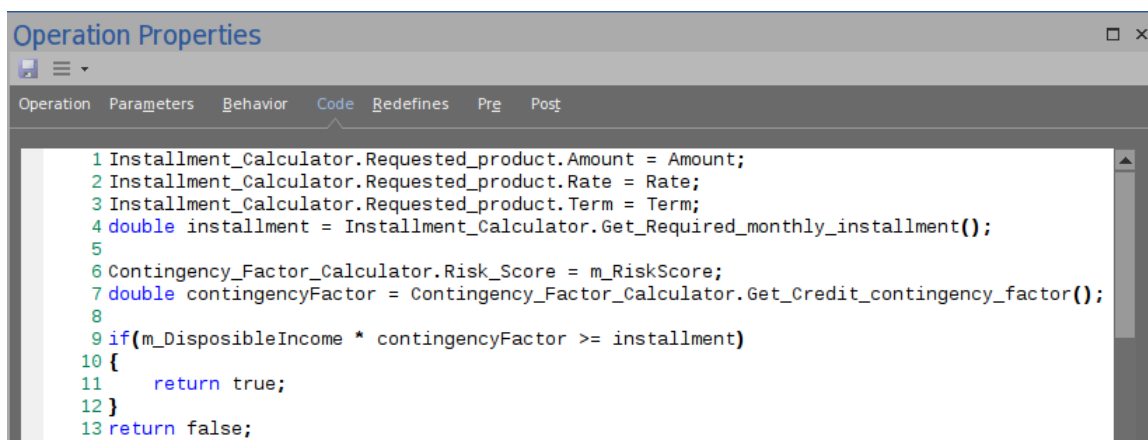 Operation Properties
Operation Parameters Behavior Code Redefines Pre Post
1 Installment_Calculator.Requested_product.Amount = Amount;
2 Installment_Calculator.Requested_product.Rate = Rate;
3 Installment_Calculator.Requested_product.Term = Term;
4 double installment = Installment_Calculator.Get_Required_monthly_installment();
5
6 Contingency_Factor_Calculator.Risk_Score = m_RiskScore;
7 double contingencyFactor = Contingency_Factor_Calculator.Get_Credit_contingency_factor();
8
9 if(m_DisposibleIncome * contingencyFactor >= installment)
10 {
11 return true;
12 }
13 return false;